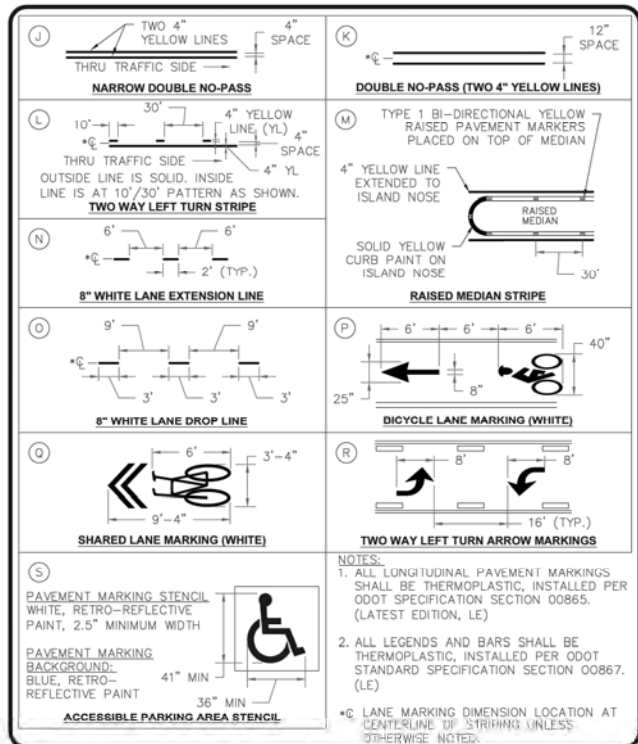 J
TWO 4"
YELLOW LINES
4"
SPACE
THRU TRAFFIC SIDE
NARROW DOUBLE NO-PASS
K
12"
SPACE
*℄
DOUBLE NO-PASS (TWO 4" YELLOW LINES)
L
30'
10'
4" YELLOW
LINE (YL)
*℄
4"
SPACE
THRU TRAFFIC SIDE
4" YL
OUTSIDE LINE IS SOLID. INSIDE
LINE IS AT 10'/30' PATTERN AS SHOWN.
TWO WAY LEFT TURN STRIPE
M
TYPE 1 BI-DIRECTIONAL YELLOW
RAISED PAVEMENT MARKERS
PLACED ON TOP OF MEDIAN
4" YELLOW LINE
EXTENDED TO
ISLAND NOSE
RAISED
MEDIAN
SOLID YELLOW
CURB PAINT ON
ISLAND NOSE
30'
RAISED MEDIAN STRIPE
N
6'
6'
*℄
2' (TYP.)
8" WHITE LANE EXTENSION LINE
O
9'
9'
*℄
3'
3'
3'
8" WHITE LANE DROP LINE
P
6'
6'
6'
40"
25"
8"
BICYCLE LANE MARKING (WHITE)
Q
6'
3'-4"
9'-4"
SHARED LANE MARKING (WHITE)
R
8'
8'
16' (TYP.)
TWO WAY LEFT TURN ARROW MARKINGS
S
PAVEMENT MARKING STENCIL
WHITE, RETRO-REFLECTIVE
PAINT, 2.5" MINIMUM WIDTH
PAVEMENT MARKING
BACKGROUND:
BLUE, RETRO-
REFLECTIVE PAINT
41" MIN
36" MIN
ACCESSIBLE PARKING AREA STENCIL
NOTES:
1. ALL LONGITUDINAL PAVEMENT MARKINGS
SHALL BE THERMOPLASTIC, INSTALLED PER
ODOT SPECIFICATION SECTION 00865.
(LATEST EDITION, LE)
2. ALL LEGENDS AND BARS SHALL BE
THERMOPLASTIC, INSTALLED PER ODOT
STANDARD SPECIFICATION SECTION 00867.
(LE)
*℄ LANE MARKING DIMENSION LOCATION AT
CENTERLINE OF STRIPING UNLESS
OTHERWISE NOTED.